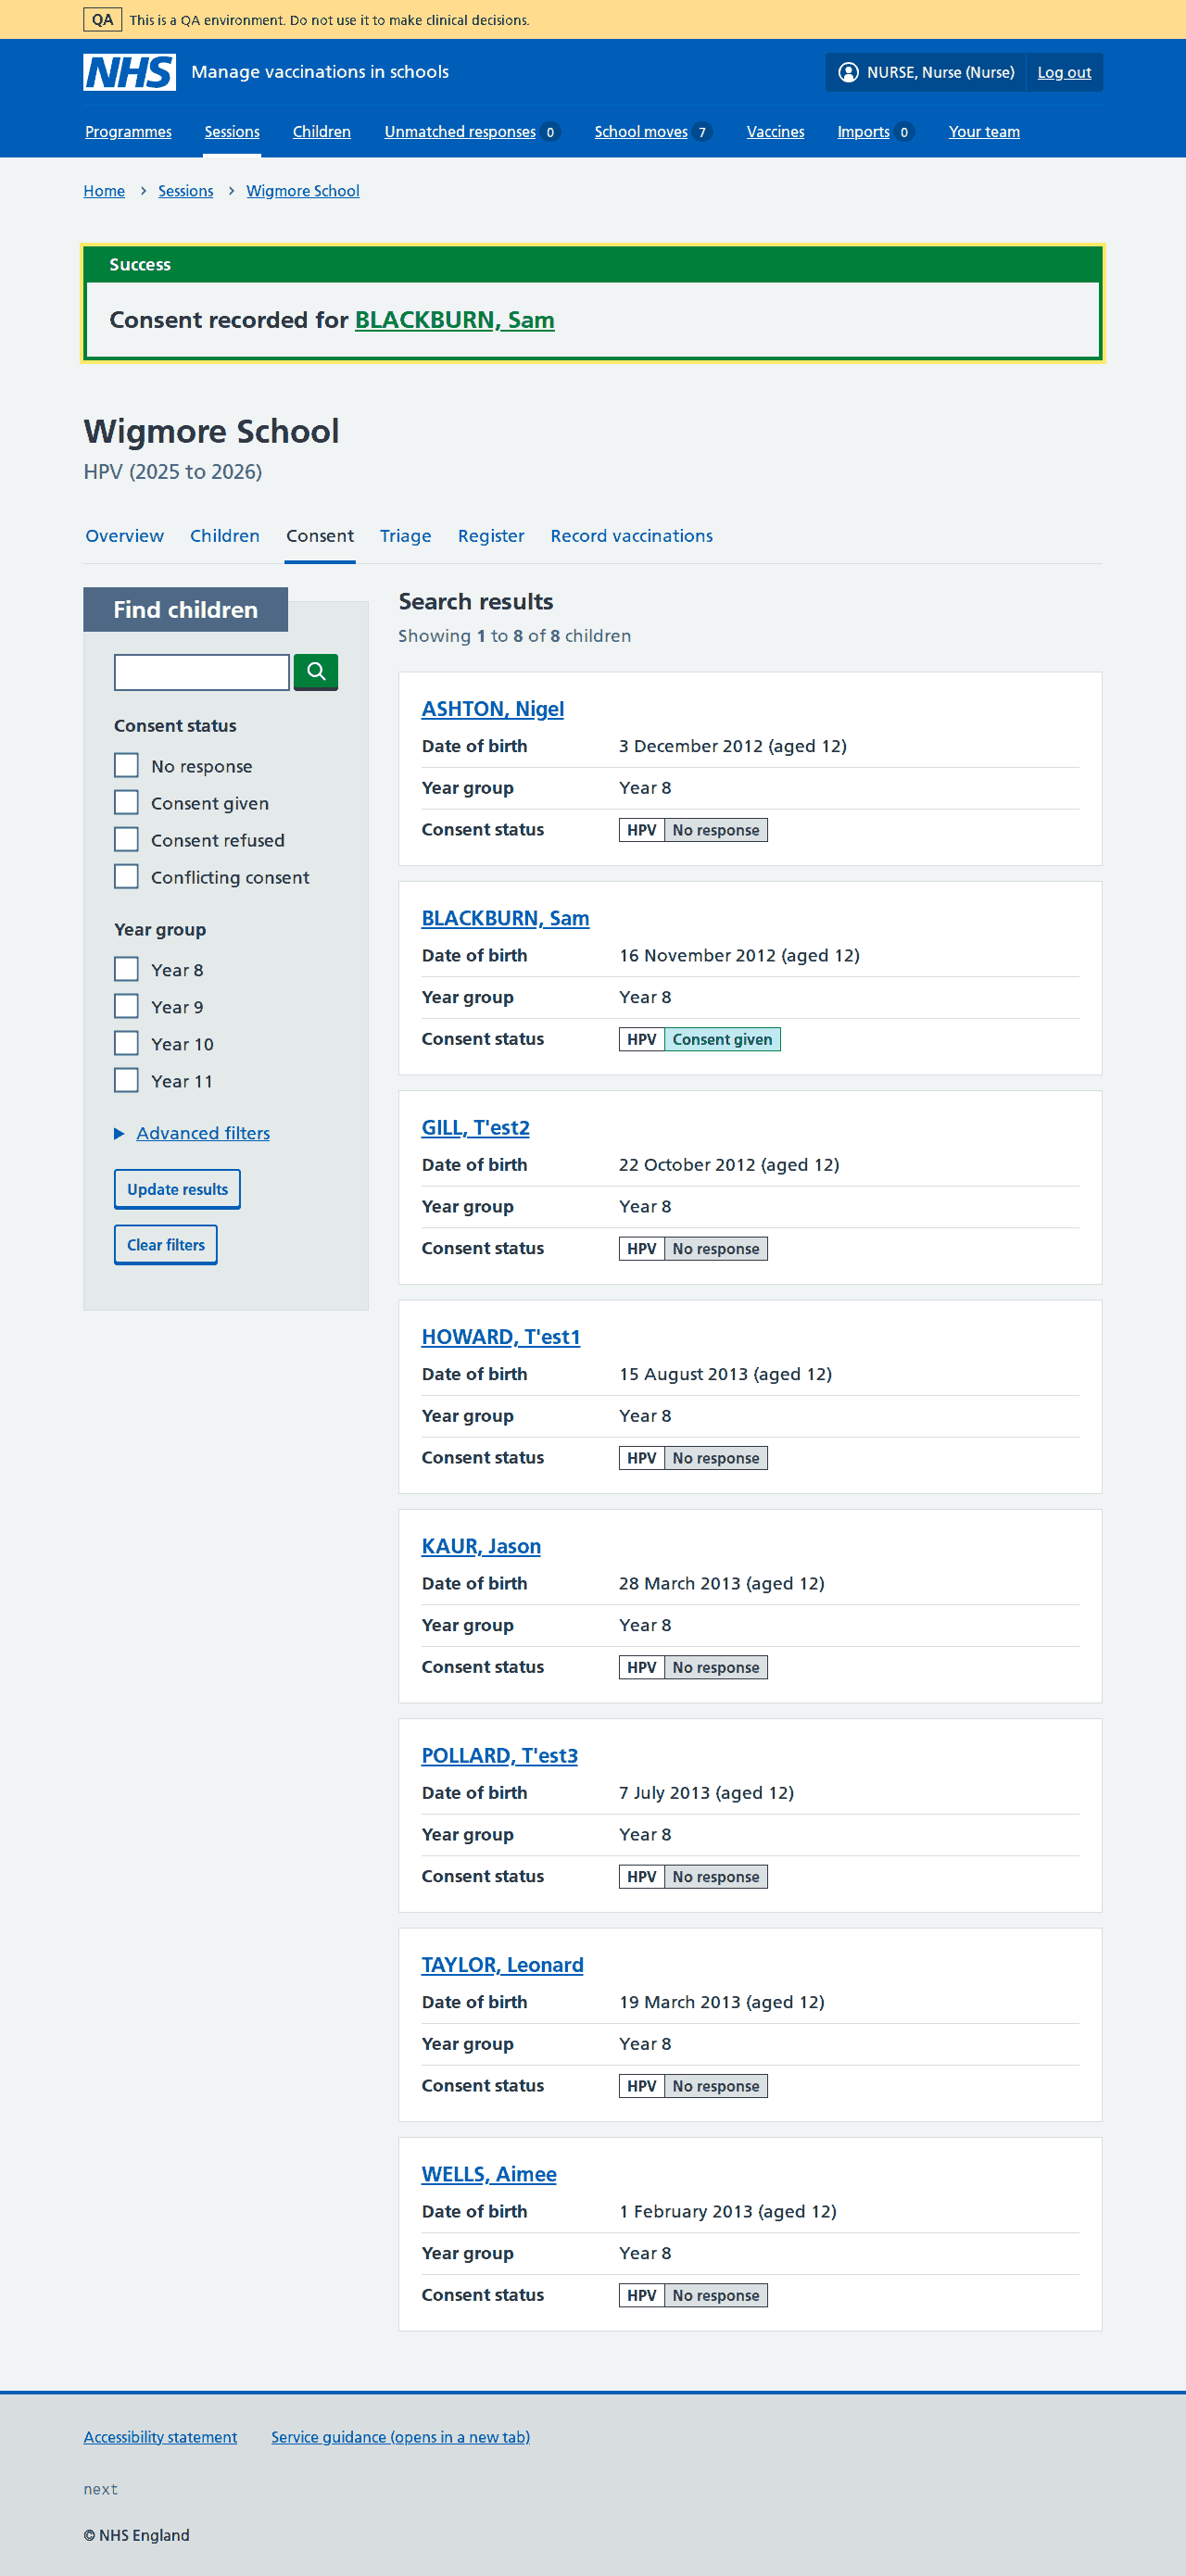 QA This is a QA environment. Do not use it to make clinical decisions.
NHS Manage vaccinations in schools NURSE, Nurse (Nurse) Log out
Programmes Sessions Children Unmatched responses 0 School moves 7 Vaccines Imports 0 Your team
Home › Sessions › Wigmore School
Success
Consent recorded for BLACKBURN, Sam
Wigmore School
HPV (2025 to 2026)
Overview Children Consent Triage Register Record vaccinations
Find children
Consent status
No response
Consent given
Consent refused
Conflicting consent
Year group
Year 8
Year 9
Year 10
Year 11
Advanced filters
Update results
Clear filters
Search results
Showing 1 to 8 of 8 children
ASHTON, Nigel
Date of birth 3 December 2012 (aged 12)
Year group Year 8
Consent status HPV No response
BLACKBURN, Sam
Date of birth 16 November 2012 (aged 12)
Year group Year 8
Consent status HPV Consent given
GILL, T'est2
Date of birth 22 October 2012 (aged 12)
Year group Year 8
Consent status HPV No response
HOWARD, T'est1
Date of birth 15 August 2013 (aged 12)
Year group Year 8
Consent status HPV No response
KAUR, Jason
Date of birth 28 March 2013 (aged 12)
Year group Year 8
Consent status HPV No response
POLLARD, T'est3
Date of birth 7 July 2013 (aged 12)
Year group Year 8
Consent status HPV No response
TAYLOR, Leonard
Date of birth 19 March 2013 (aged 12)
Year group Year 8
Consent status HPV No response
WELLS, Aimee
Date of birth 1 February 2013 (aged 12)
Year group Year 8
Consent status HPV No response
Accessibility statement Service guidance (opens in a new tab)
next
© NHS England